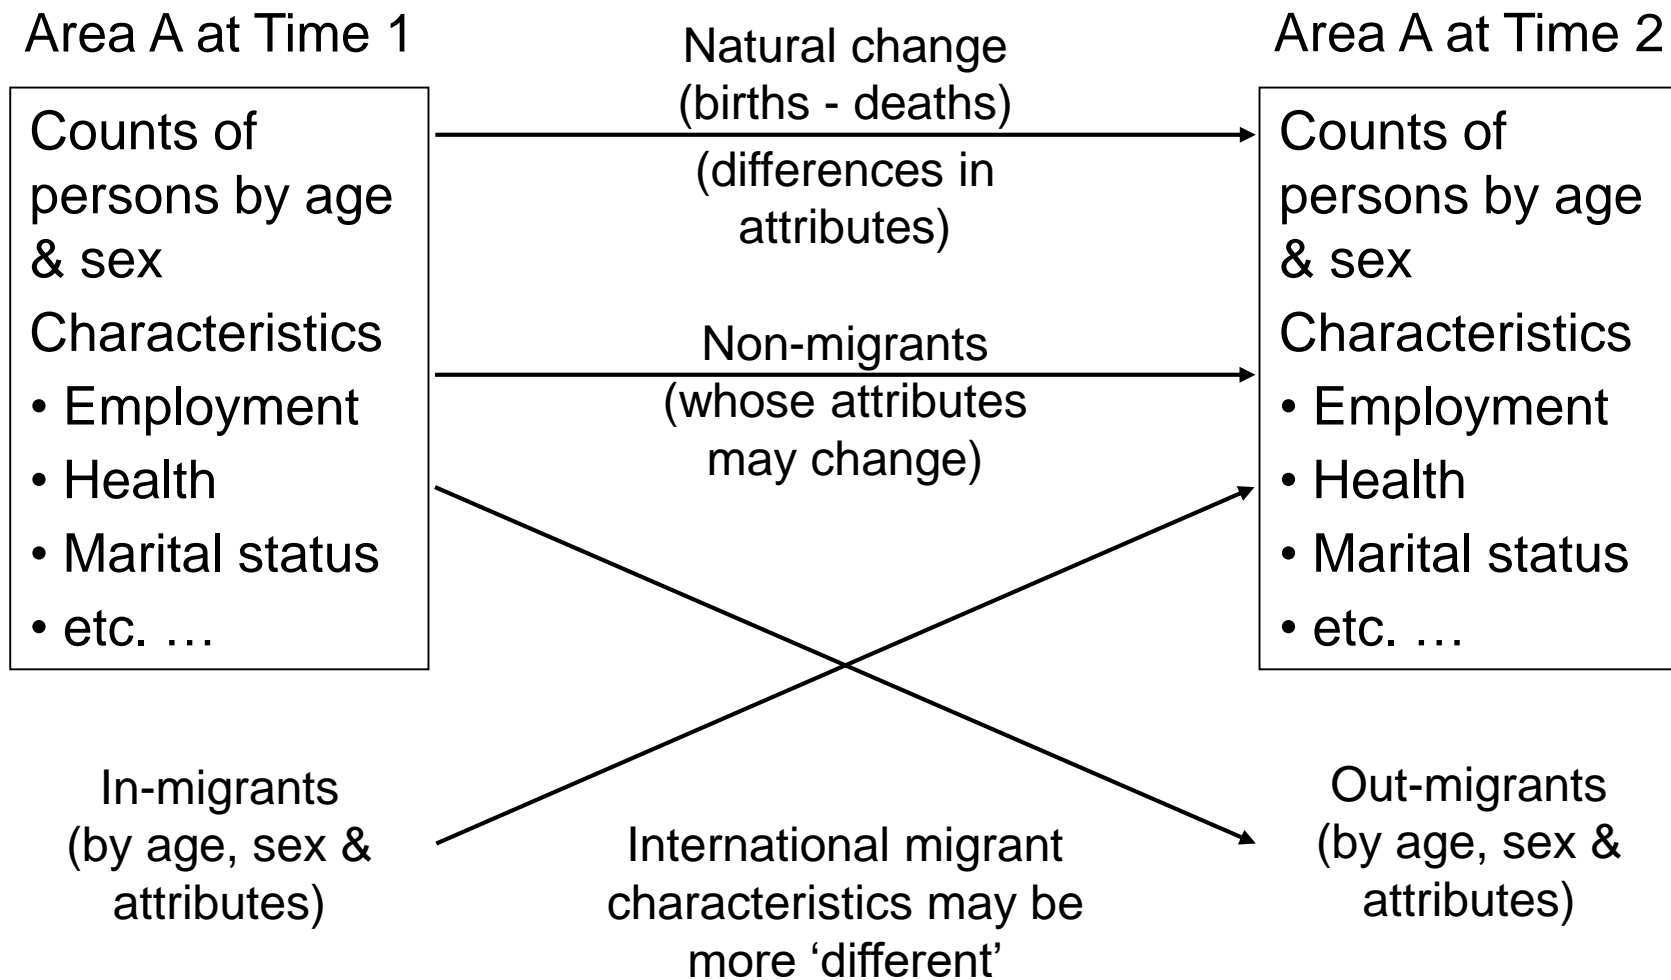 Area A at Time 1
Counts of
persons by age
& sex
Characteristics
• Employment
• Health
• Marital status
• etc. …
Natural change
(births - deaths)
(differences in
attributes)
Non-migrants
(whose attributes
may change)
Area A at Time 2
Counts of
persons by age
& sex
Characteristics
• Employment
• Health
• Marital status
• etc. …
In-migrants
(by age, sex &
attributes)
International migrant
characteristics may be
more ‘different’
Out-migrants
(by age, sex &
attributes)